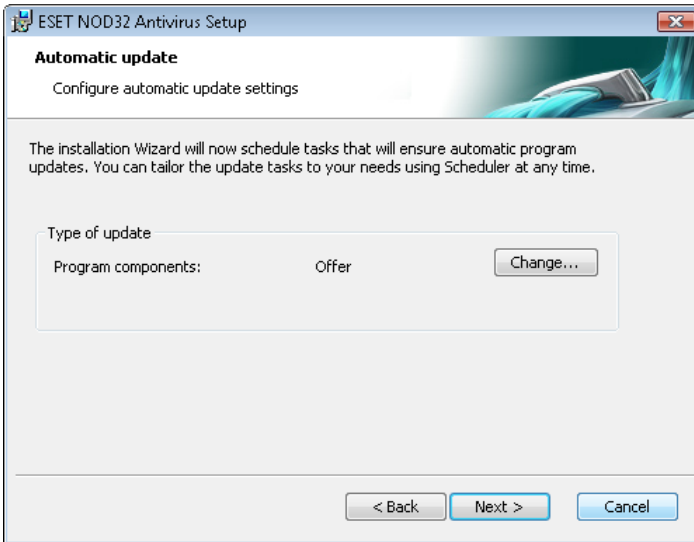 ESET NOD32 Antivirus Setup
Automatic update
Configure automatic update settings
The installation Wizard will now schedule tasks that will ensure automatic program
updates. You can tailor the update tasks to your needs using Scheduler at any time.
Type of update
Program components: Offer Change...
< Back Next > Cancel